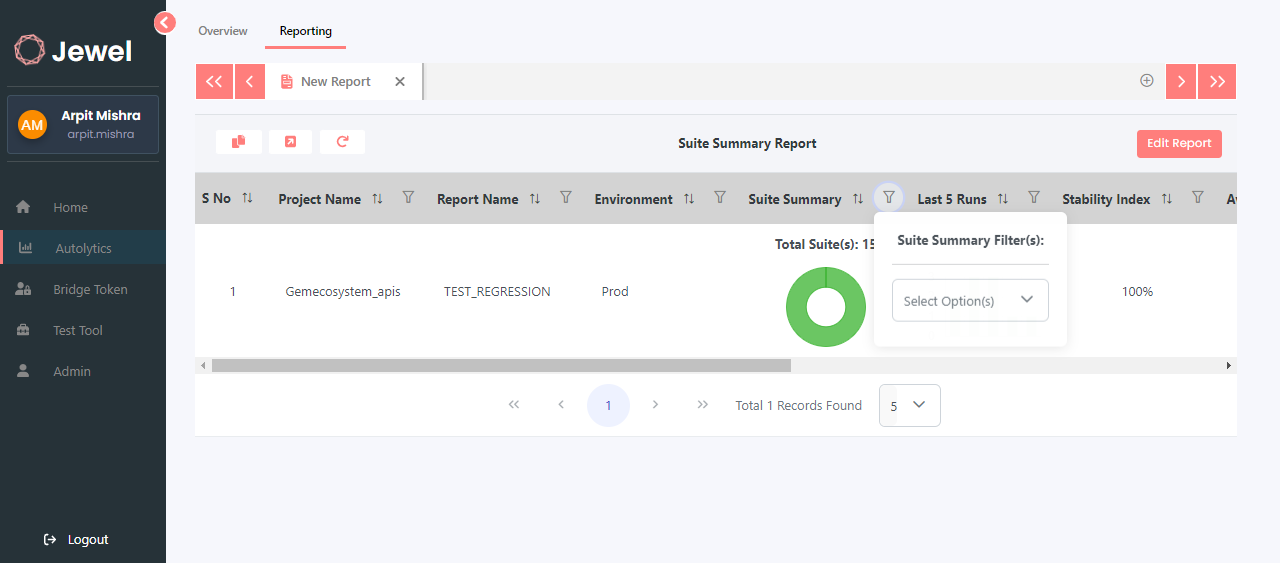 Jewel
AM
Arpit Mishra
arpit.mishra
Home
Autolytics
Bridge Token
Test Tool
Admin
Logout
Overview
Reporting
New Report
Suite Summary Report
Edit Report
S No
Project Name
Report Name
Environment
Suite Summary
Last 5 Runs
Stability Index
Total Suite(s): 15
1
Gemecosystem_apis
TEST_REGRESSION
Prod
100%
Suite Summary Filter(s):
Select Option(s)
1
Total 1 Records Found
5